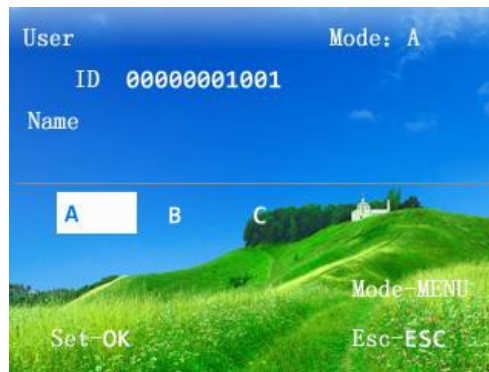 User Mode: A
ID 00000001001
Name
A B C
Mode-MENU
Set-OK Esc-ESC